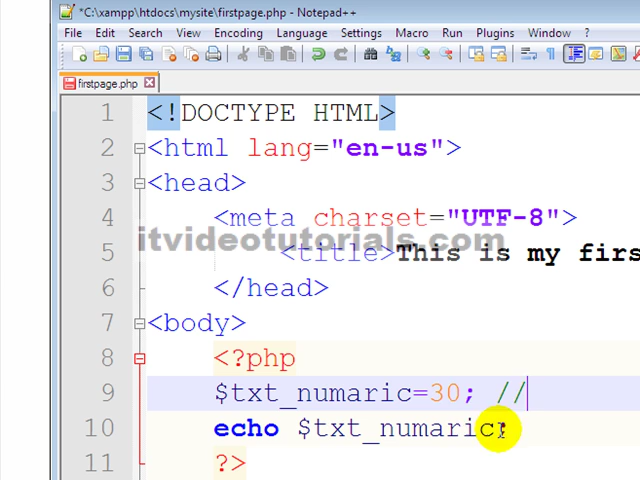 *C:\xampp\htdocs\mysite\firstpage.php - Notepad++
File Edit Search View Encoding Language Settings Macro Run Plugins Window ?
firstpage.php
1 <!DOCTYPE HTML>
2 <html lang="en-us">
3 <head>
4 <meta charset="UTF-8">
itvideotutorials.com
5 <title>This is my firs
6 </head>
7 <body>
8 <?php
9 $txt_numaric=30; //
10 echo $txt_numaric;
11 ?>